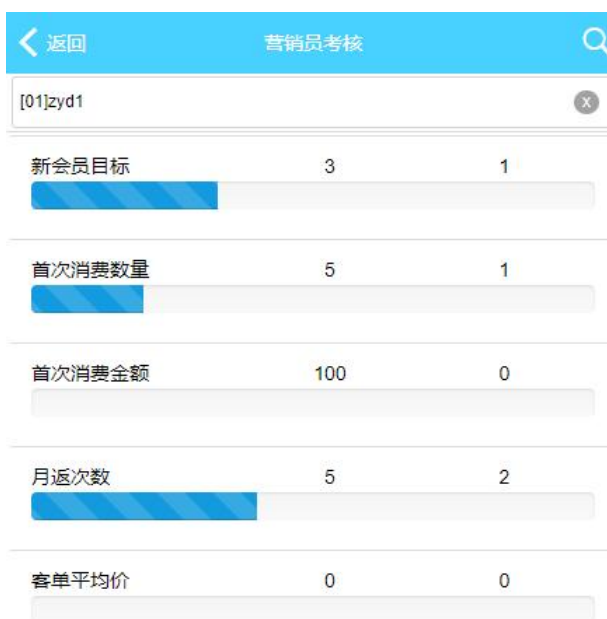 返回 营销员考核
[01]zyd1
新会员目标 3 1
首次消费数量 5 1
首次消费金额 100 0
月返次数 5 2
客单平均价 0 0